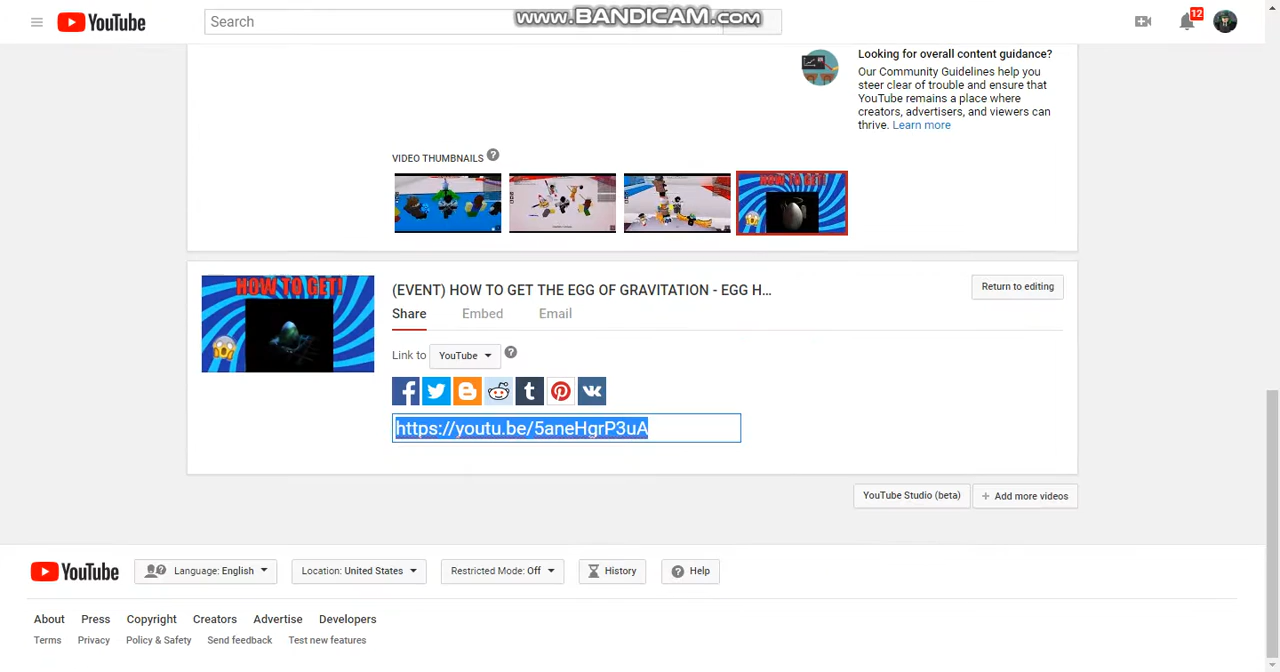 YouTube
Search
www.BANDICAM.com
12
Looking for overall content guidance?
Our Community Guidelines help you
steer clear of trouble and ensure that
YouTube remains a place where
creators, advertisers, and viewers can
thrive. Learn more
VIDEO THUMBNAILS ?
HOW TO GET!
HOW TO GET!
(EVENT) HOW TO GET THE EGG OF GRAVITATION - EGG H...
Return to editing
Share Embed Email
Link to YouTube ?
https://youtu.be/5aneHgrP3uA
YouTube Studio (beta) + Add more videos
YouTube Language: English Location: United States Restricted Mode: Off History Help
About Press Copyright Creators Advertise Developers
Terms Privacy Policy & Safety Send feedback Test new features